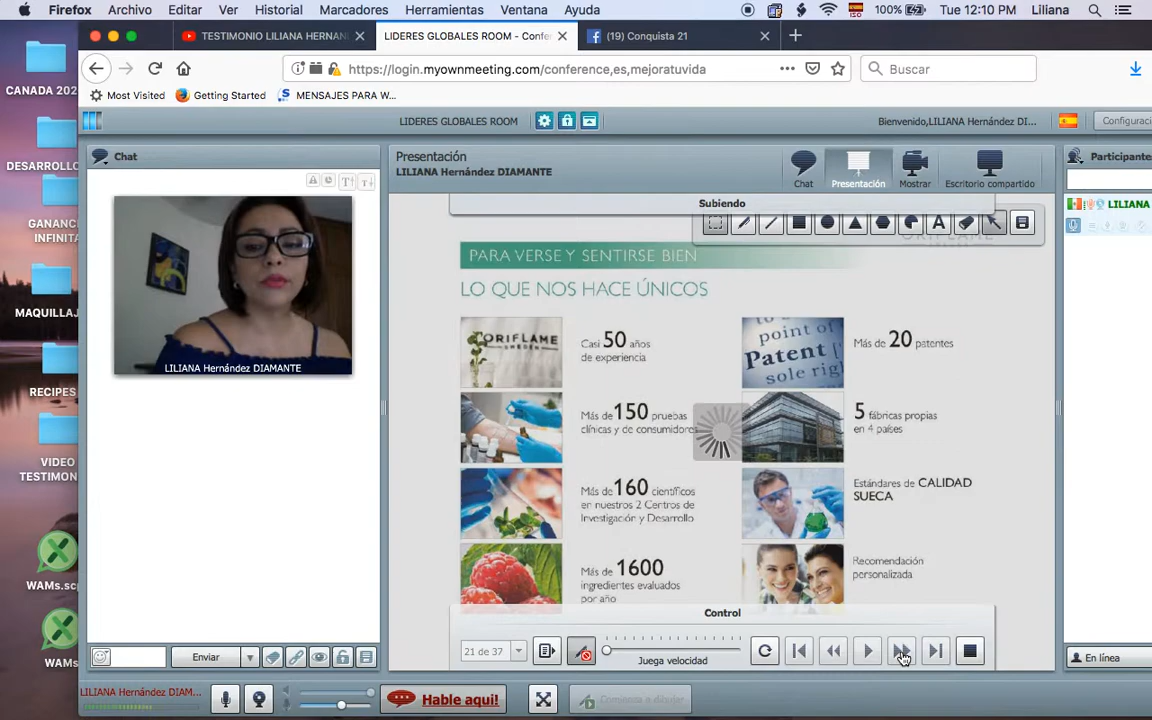 Firefox Archivo Editar Ver Historial Marcadores Herramientas Ventana Ayuda
ISO 100% Tue 12:10 PM Liliana
TESTIMONIO LILIANA HERNAN
LIDERES GLOBALES ROOM - Confe
(19) Conquista 21
https://login.myownmeeting.com/conference,es,mejoratuvida
Buscar
Most Visited Getting Started MENSAJES PARA W...
LIDERES GLOBALES ROOM
Bienvenido,LILIANA Hernández DI...
Configuraci
CANADA 202
DESARROLL
GANANC
INFINITA
MAQUILLAJ
RECIPES
VIDEO
TESTIMON
WAMs.scp
WAMs
Chat
LILIANA Hernández DIAMANTE
Presentación
LILIANA Hernández DIAMANTE
Chat Presentación Mostrar Escritorio compartido
Participante
LILIANA
Subiendo
PARA VERSE Y SENTIRSE BIEN
LO QUE NOS HACE ÚNICOS
ORIFLAME
SWEDEN
Casi 50 años
de experiencia
point of
Patent
sole rig
Más de 20 patentes
Más de 150 pruebas
clínicas y de consumidores
5 fábricas propias
en 4 países
Más de 160 científicos
en nuestros 2 Centros de
Investigación y Desarrollo
Estándares de CALIDAD
SUECA
Más de 1600
ingredientes evaluados
por año
Recomendación
personalizada
Control
21 de 37
Juega velocidad
Enviar
En línea
LILIANA Hernández DIAM...
Hable aqui!